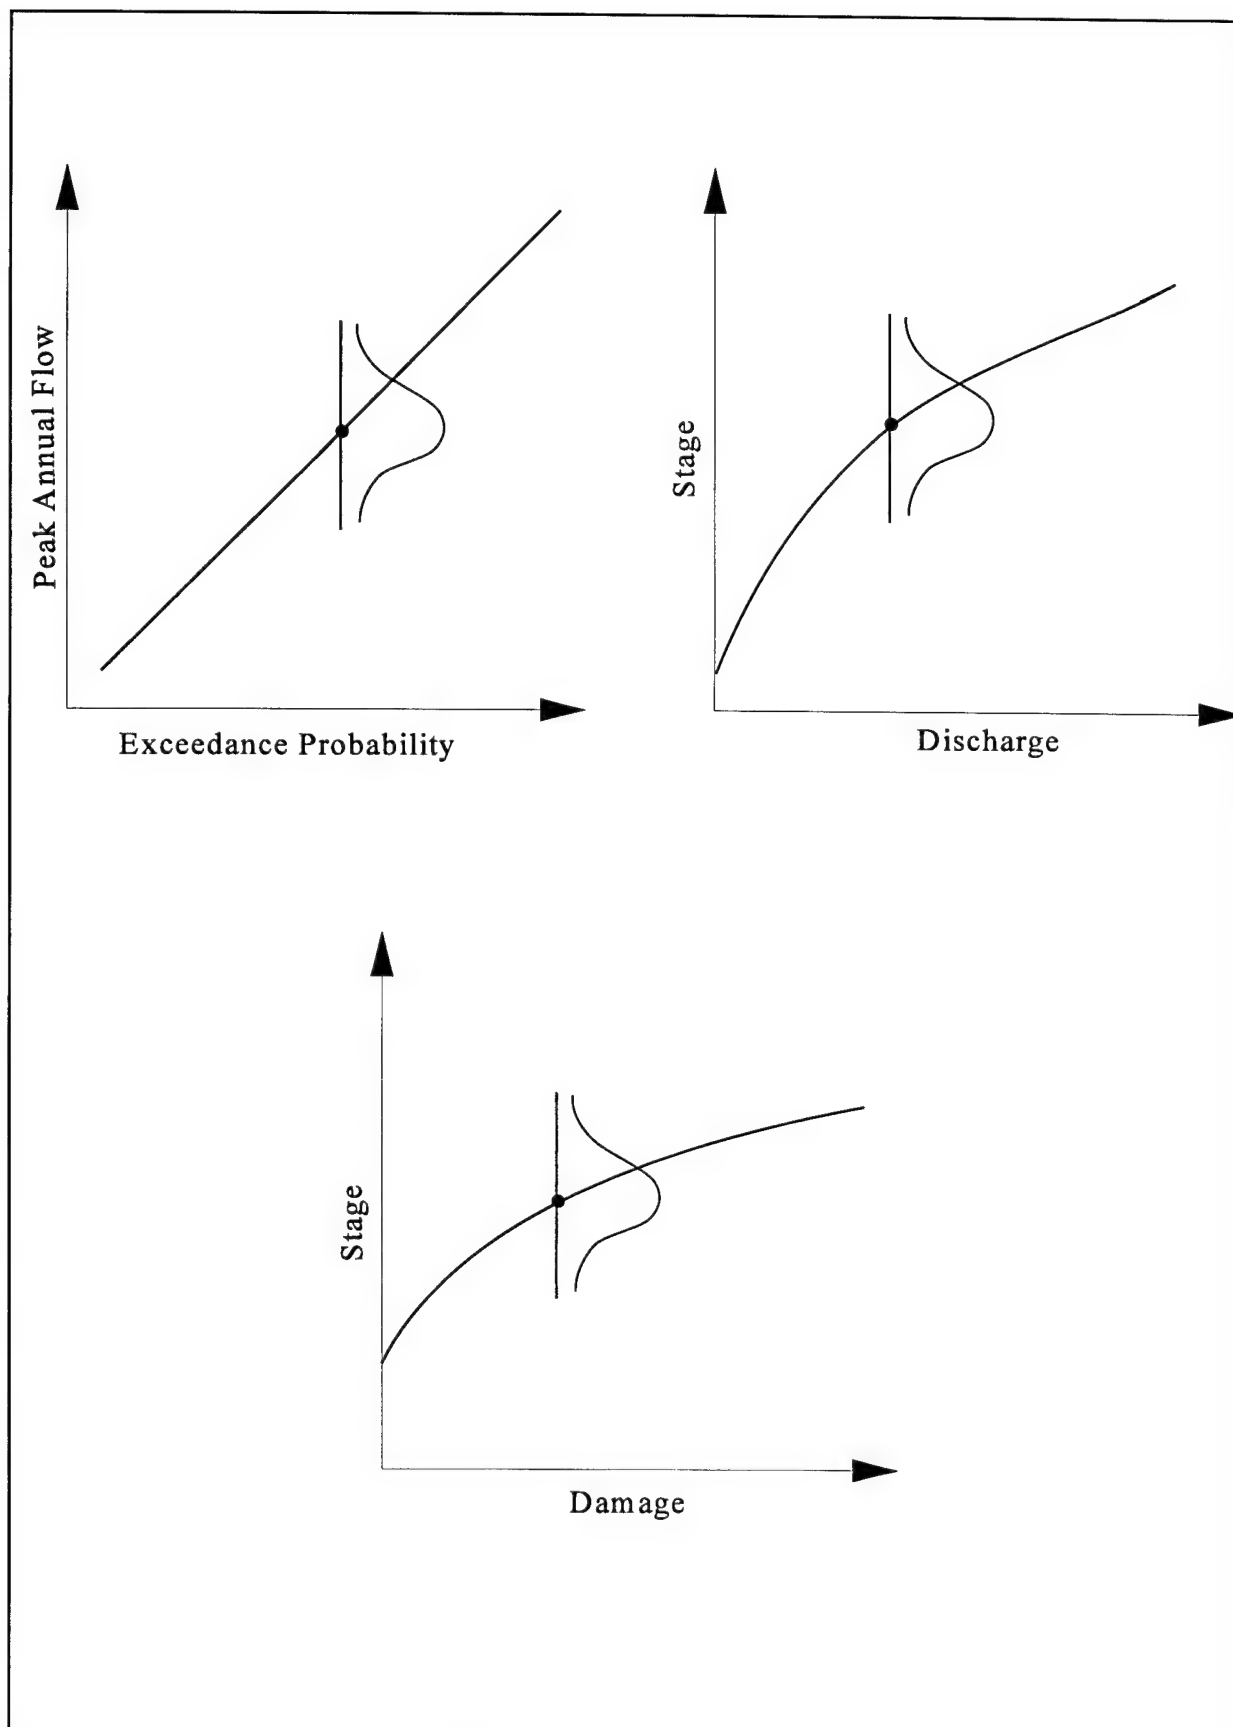 Peak Annual Flow
Exceedance Probability
Stage
Discharge
Stage
Damage